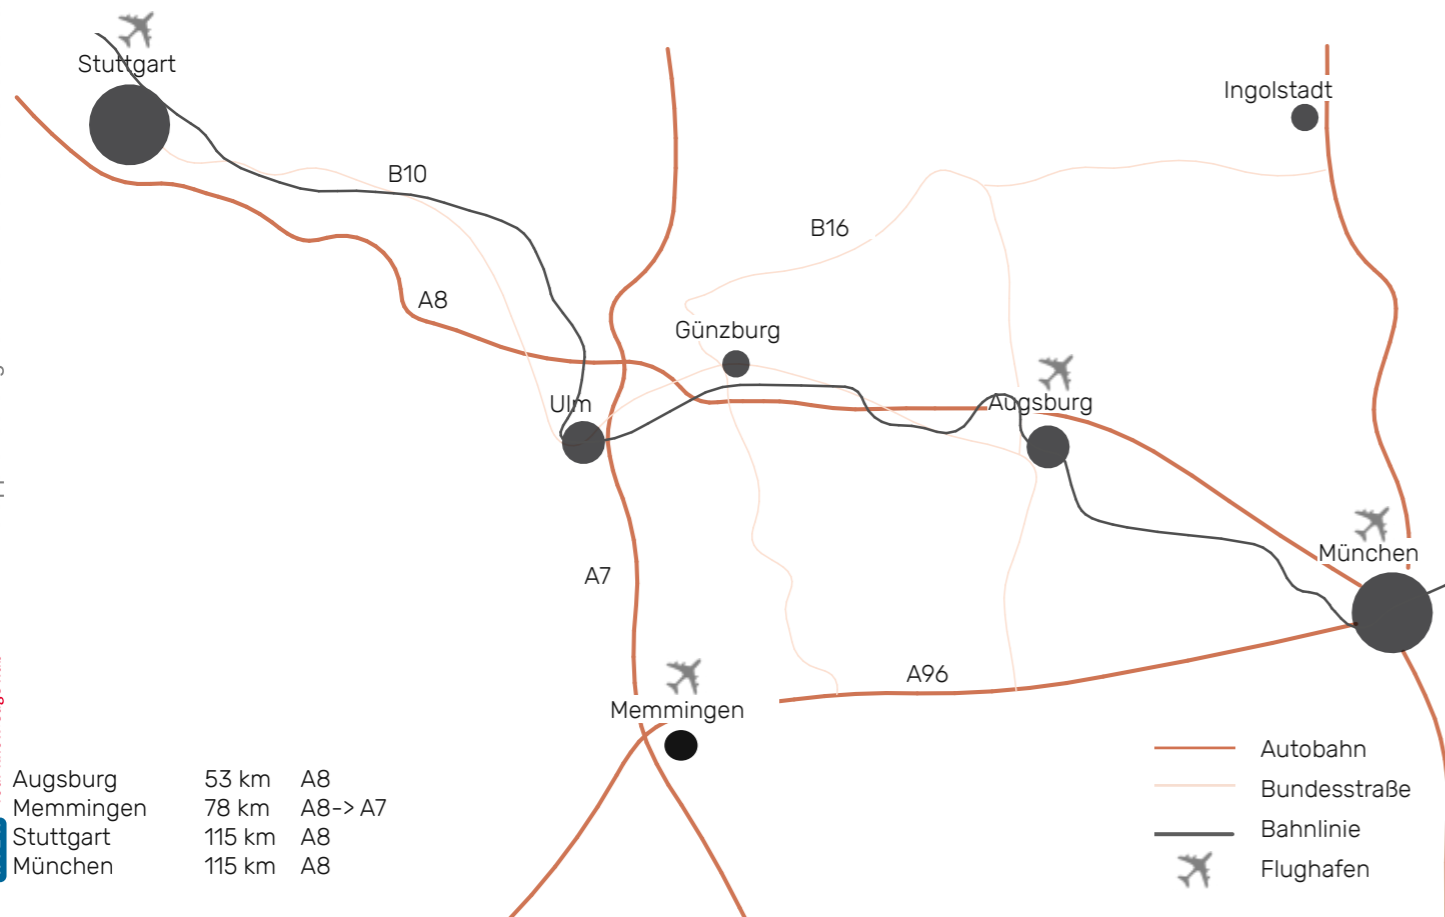 Stuttgart
Ingolstadt
B10
B16
A8
Günzburg
Ulm
Augsburg
München
A7
A96
Memmingen
Autobahn
Bundesstraße
Bahnlinie
Flughafen
Augsburg 53 km A8
Memmingen 78 km A8-> A7
Stuttgart 115 km A8
München 115 km A8